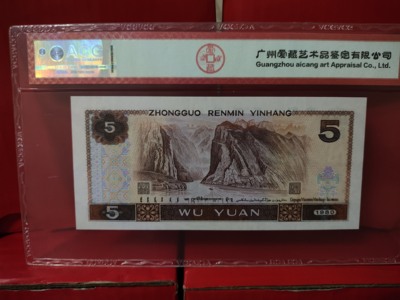 广州爱藏艺术品鉴定有限公司
Guangzhou aicang art Appraisal Co., Ltd.
ZHONGGUO RENMIN YINHANG
5
5
5
WU YUAN
1980